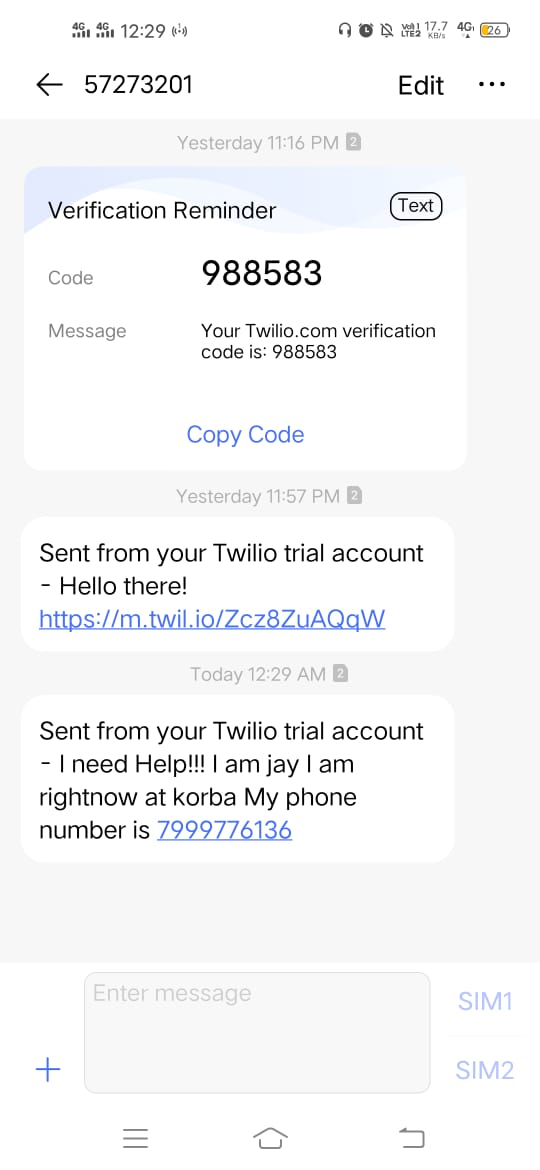 4G 4G 12:29 Vo)) LTE2 17.7 KB/s 4G 26
57273201 Edit
Yesterday 11:16 PM 2
Verification Reminder Text
Code 988583
Message Your Twilio.com verification
code is: 988583
Copy Code
Yesterday 11:57 PM 2
Sent from your Twilio trial account
- Hello there!
https://m.twil.io/Zcz8ZuAQqW
Today 12:29 AM 2
Sent from your Twilio trial account
- I need Help!!! I am jay I am
rightnow at korba My phone
number is 7999776136
Enter message SIM1
SIM2